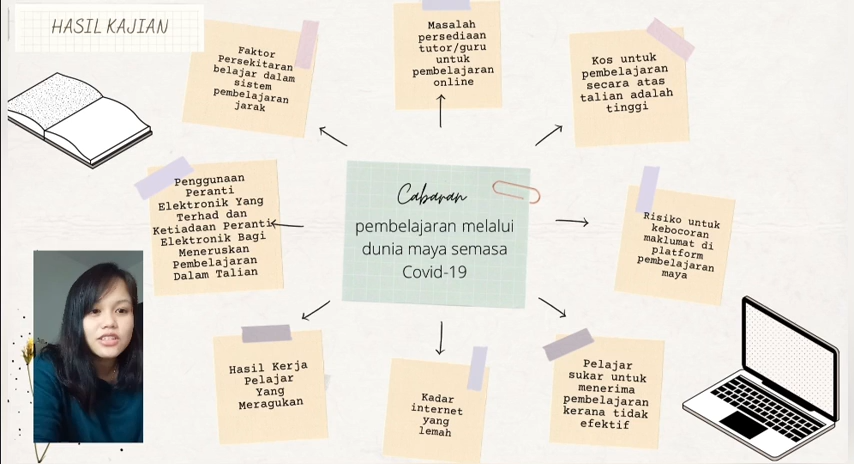 HASIL KAJIAN
Faktor
Persekitaran
belajar dalam
sistem
pembelajaran
jarak
Masalah
persediaan
tutor/guru
untuk
pembelajaran
online
Kos untuk
pembelajaran
secara atas
talian adalah
tinggi
Penggunaan
Peranti
Elektronik Yang
Terhad dan
Ketiadaan Peranti
Elektronik Bagi
Meneruskan
Pembelajaran
Dalam Talian
Cabaran
pembelajaran melalui
dunia maya semasa
Covid-19
Risiko untuk
kebocoran
maklumat di
platform
pembelajaran
maya
Hasil Kerja
Pelajar
Yang
Meragukan
Kadar
internet
yang
lemah
Pelajar
sukar untuk
menerima
pembelajaran
kerana tidak
efektif